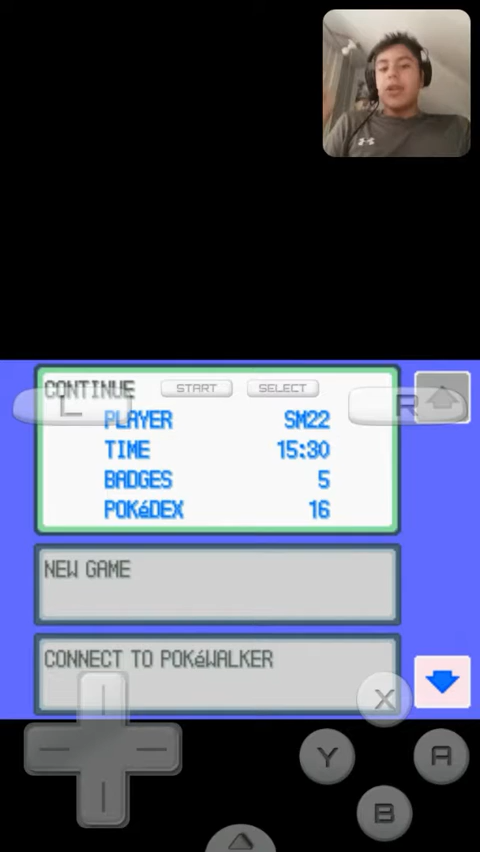 CONTINUE
START
SELECT
L
R
PLAYER SM22
TIME 15:30
BADGES 5
POKéDEX 16
NEW GAME
CONNECT TO POKéWALKER
X
Y
A
B